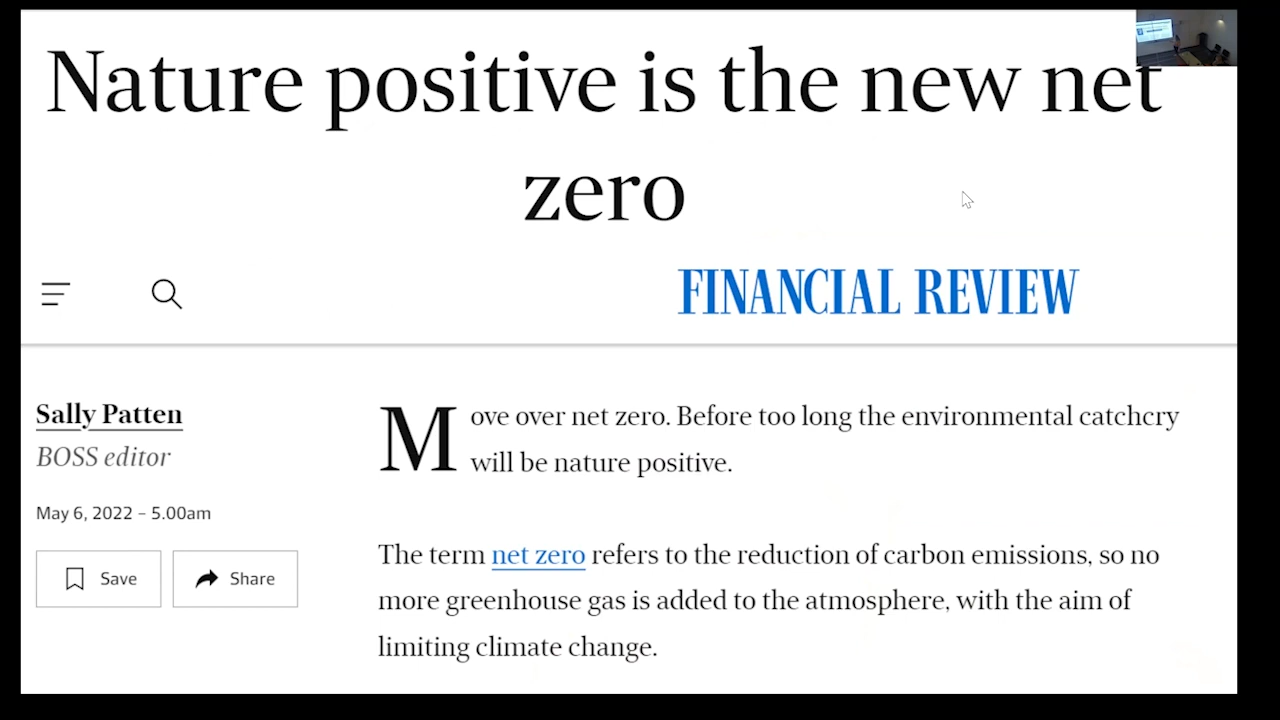 Nature positive is the new net
zero
FINANCIAL REVIEW
Sally Patten
BOSS editor
May 6, 2022 – 5.00am
Save
Share
Move over net zero. Before too long the environmental catchcry
will be nature positive.
The term net zero refers to the reduction of carbon emissions, so no
more greenhouse gas is added to the atmosphere, with the aim of
limiting climate change.